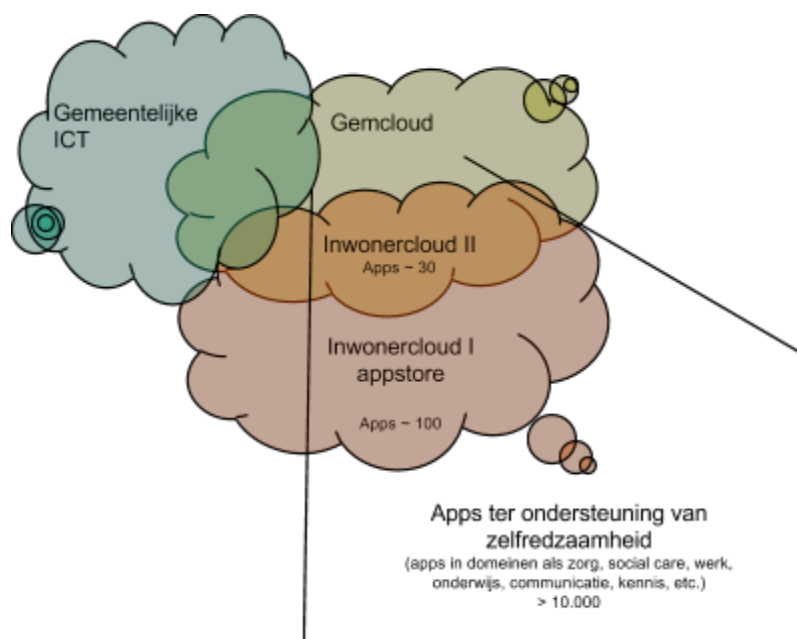 Gemeentelijke
ICT
Gemcloud
Inwonercloud II
Apps ~ 30
Inwonercloud I
appstore
Apps ~ 100
Apps ter ondersteuning van
zelfredzaamheid
(apps in domeinen als zorg, social care, werk,
onderwijs, communicatie, kennis, etc.)
> 10.000